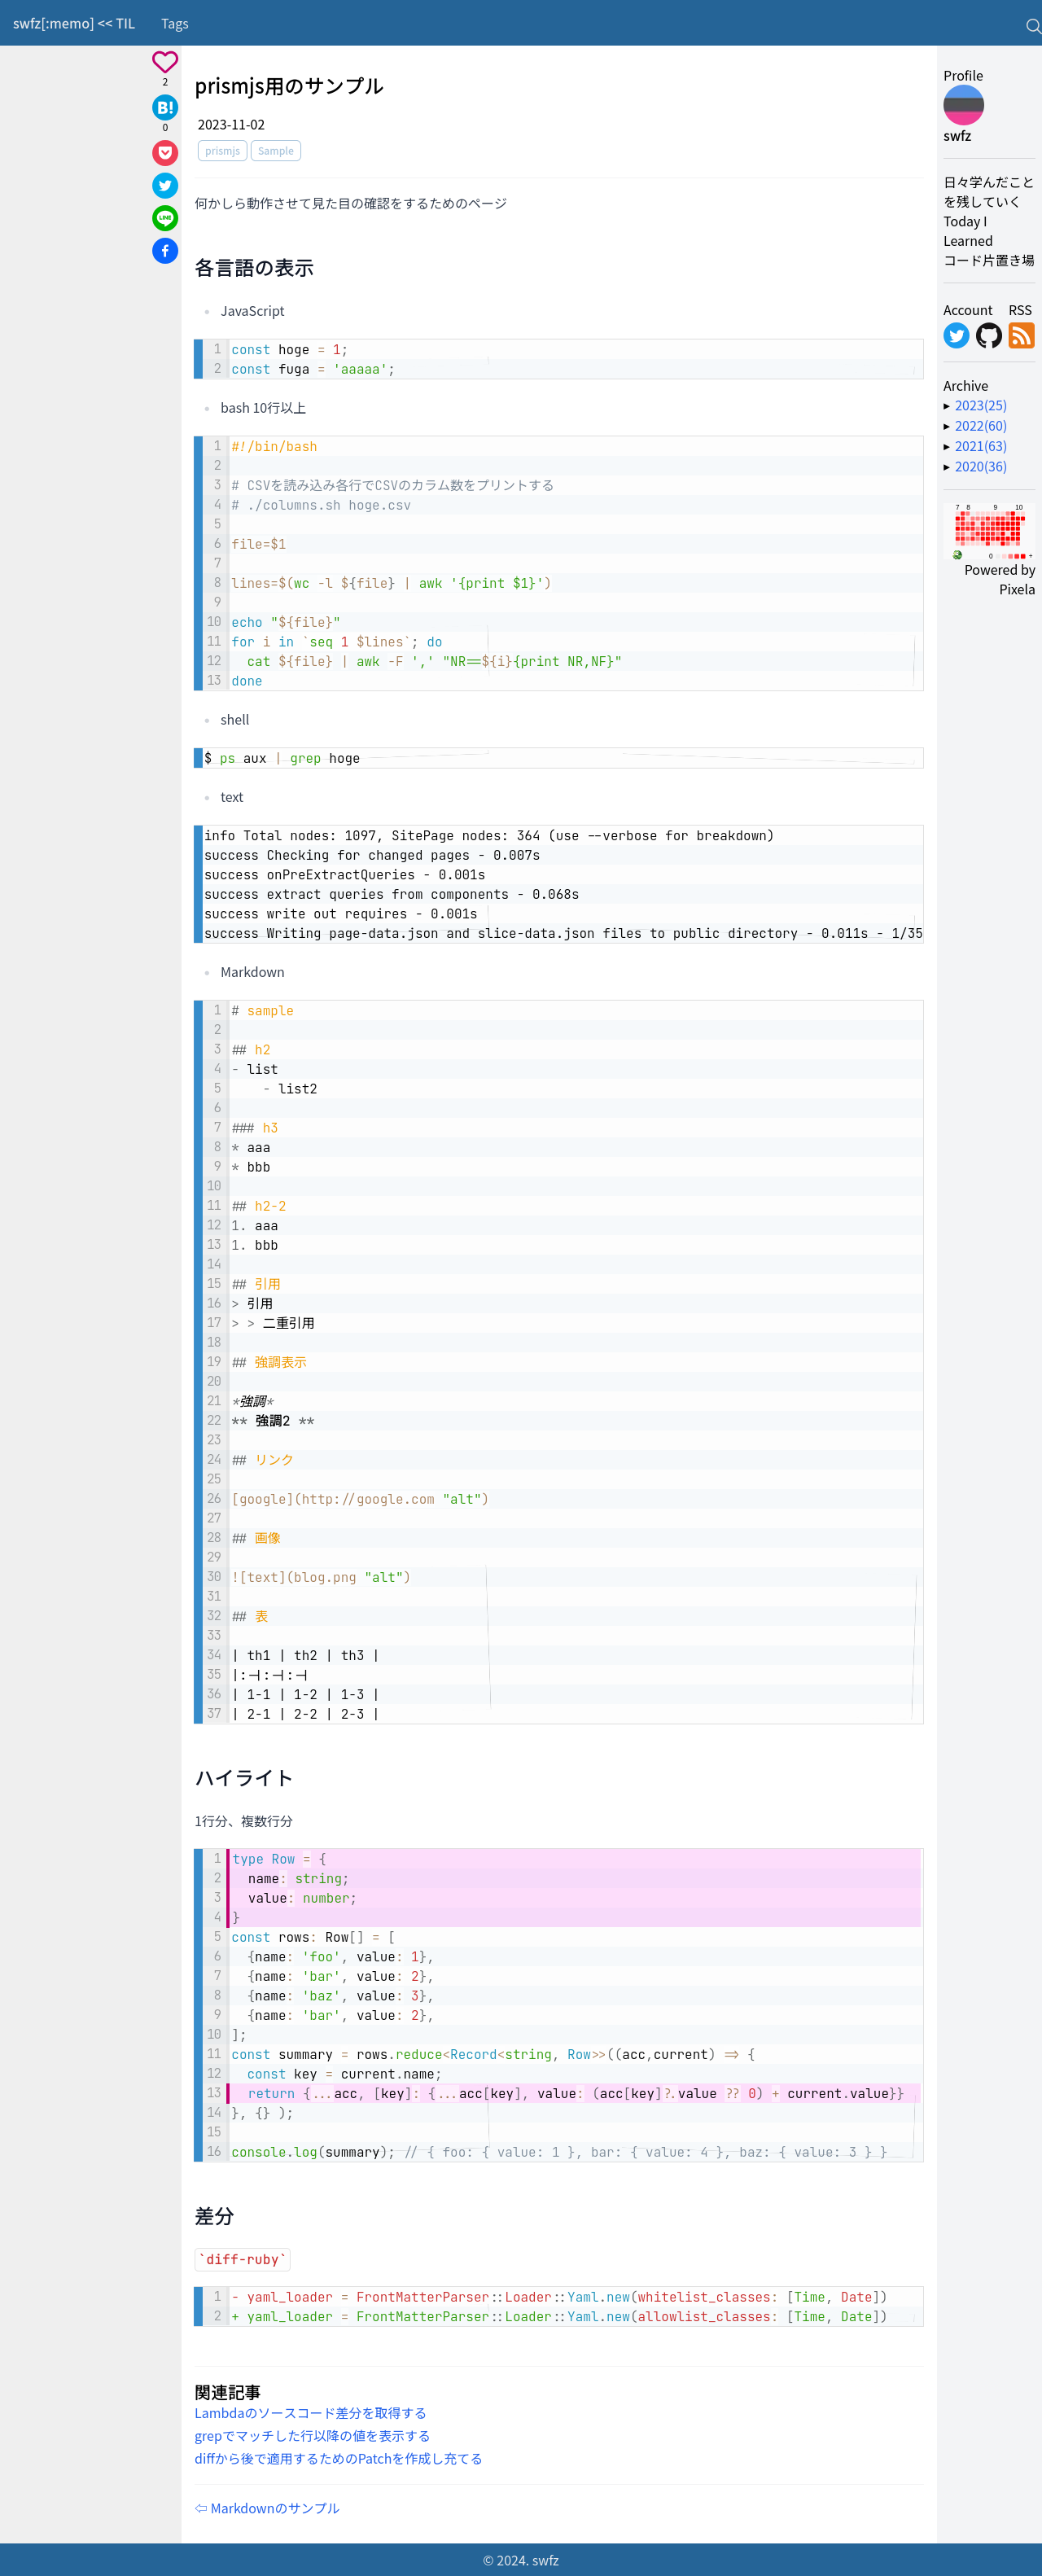 swfz[:memo] << TIL Tags
2
B!
0
LINE
prismjs用のサンプル
2023-11-02
prismjs Sample
何かしら動作させて見た目の確認をするためのページ
各言語の表示
JavaScript
1 const hoge = 1;
2 const fuga = 'aaaaa';
bash 10行以上
1 #!/bin/bash
2
3 # CSVを読み込み各行でCSVのカラム数をプリントする
4 # ./columns.sh hoge.csv
5
6 file=$1
7
8 lines=$(wc -l ${file} | awk '{print $1}')
9
10 echo "${file}"
11 for i in `seq 1 $lines`; do
12 cat ${file} | awk -F ',' "NR==${i}{print NR,NF}"
13 done
shell
$ ps aux | grep hoge
text
info Total nodes: 1097, SitePage nodes: 364 (use --verbose for breakdown)
success Checking for changed pages - 0.007s
success onPreExtractQueries - 0.001s
success extract queries from components - 0.068s
success write out requires - 0.001s
success Writing page-data.json and slice-data.json files to public directory - 0.011s - 1/35
Markdown
1 # sample
2
3 ## h2
4 - list
5 - list2
6
7 ### h3
8 * aaa
9 * bbb
10
11 ## h2-2
12 1. aaa
13 1. bbb
14
15 ## 引用
16 > 引用
17 > > 二重引用
18
19 ## 強調表示
20
21 *強調*
22 ** 強調2 **
23
24 ## リンク
25
26 [google](http://google.com "alt")
27
28 ## 画像
29
30 ![text](blog.png "alt")
31
32 ## 表
33
34 | th1 | th2 | th3 |
35 |:-|:-|:-|
36 | 1-1 | 1-2 | 1-3 |
37 | 2-1 | 2-2 | 2-3 |
ハイライト
1行分、複数行分
1 type Row = {
2 name: string;
3 value: number;
4 }
5 const rows: Row[] = [
6 {name: 'foo', value: 1},
7 {name: 'bar', value: 2},
8 {name: 'baz', value: 3},
9 {name: 'bar', value: 2},
10 ];
11 const summary = rows.reduce<Record<string, Row>>((acc,current) => {
12 const key = current.name;
13 return {...acc, [key]: {...acc[key], value: (acc[key]?.value ?? 0) + current.value}}
14 }, {} );
15
16 console.log(summary); // { foo: { value: 1 }, bar: { value: 4 }, baz: { value: 3 } }
差分
`diff-ruby`
1 - yaml_loader = FrontMatterParser::Loader::Yaml.new(whitelist_classes: [Time, Date])
2 + yaml_loader = FrontMatterParser::Loader::Yaml.new(allowlist_classes: [Time, Date])
関連記事
Lambdaのソースコード差分を取得する
grepでマッチした行以降の値を表示する
diffから後で適用するためのPatchを作成し充てる
⇦ Markdownのサンプル
Profile
swfz
日々学んだこと
を残していく
Today I
Learned
コード片置き場
Account RSS
Archive
▸ 2023(25)
▸ 2022(60)
▸ 2021(63)
▸ 2020(36)
7 8 9 10
0 +
Powered by
Pixela
© 2024. swfz